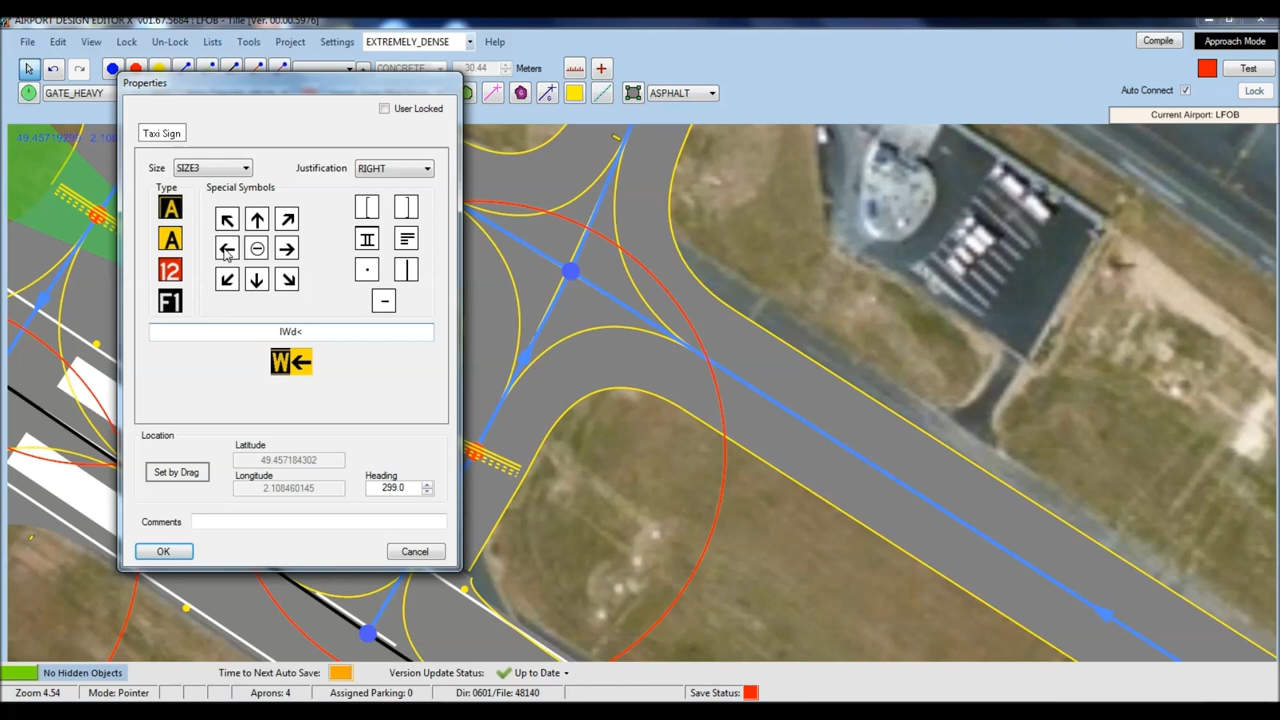 AIRPORT DESIGN EDITOR X v01.67.5684 : LFOB - Tille [Ver. 00.00.5976]
File Edit View Lock Un-Lock Lists Tools Project Settings EXTREMELY_DENSE Help Compile Approach Mode
CONCRETE 30.44 Meters Test
GATE_HEAVY ASPHALT Auto Connect Lock
Current Airport: LFOB
Properties
User Locked
Taxi Sign
Size SIZE3 Justification RIGHT
Type Special Symbols
A
A
12
F1
lWd<
W←
Location
Latitude
49.457184302
Set by Drag
Longitude Heading
2.108460145 299.0
Comments
OK Cancel
No Hidden Objects Time to Next Auto Save: Version Update Status: Up to Date
Zoom 4.54 Mode: Pointer Aprons: 4 Assigned Parking: 0 Dir: 0601/File: 48140 Save Status: